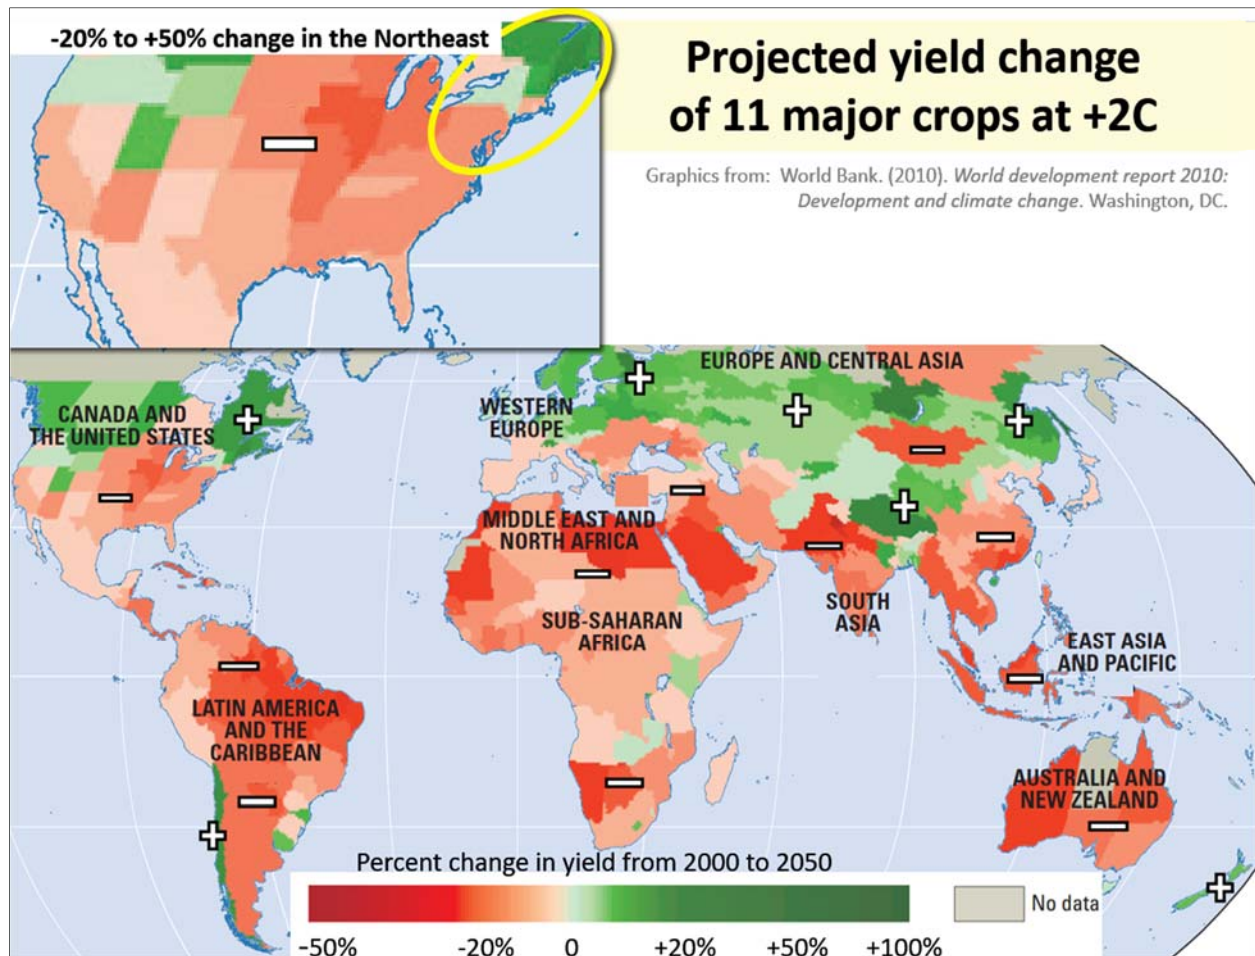 -20% to +50% change in the Northeast
Projected yield change
of 11 major crops at +2C
Graphics from: World Bank. (2010). World development report 2010:
Development and climate change. Washington, DC.
EUROPE AND CENTRAL ASIA
CANADA AND
THE UNITED STATES
WESTERN
EUROPE
MIDDLE EAST AND
NORTH AFRICA
SUB-SAHARAN
AFRICA
SOUTH
ASIA
EAST ASIA
AND PACIFIC
LATIN AMERICA
AND THE
CARIBBEAN
AUSTRALIA AND
NEW ZEALAND
Percent change in yield from 2000 to 2050
No data
-50% -20% 0 +20% +50% +100%